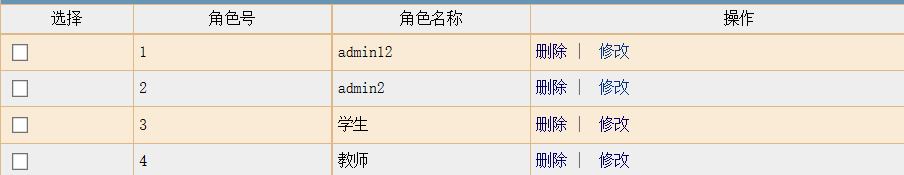 选择 角色号 角色名称 操作
1 admin12 删除 | 修改
2 admin2 删除 | 修改
3 学生 删除 | 修改
4 教师 删除 | 修改